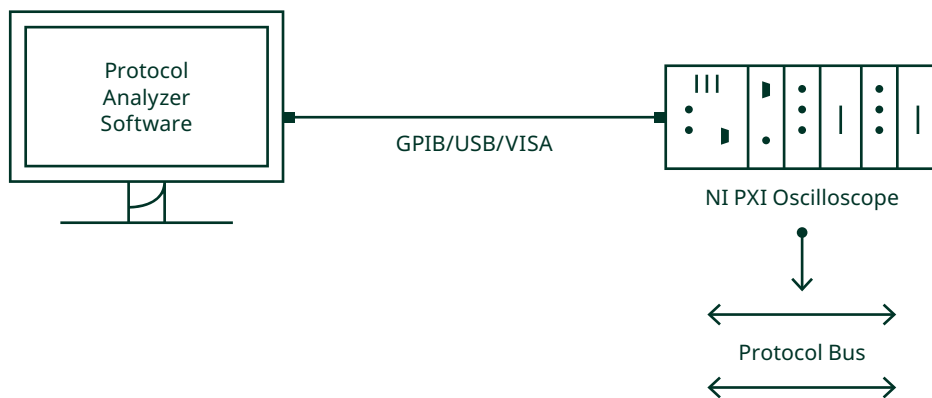 Protocol
Analyzer
Software
GPIB/USB/VISA
NI PXI Oscilloscope
Protocol Bus